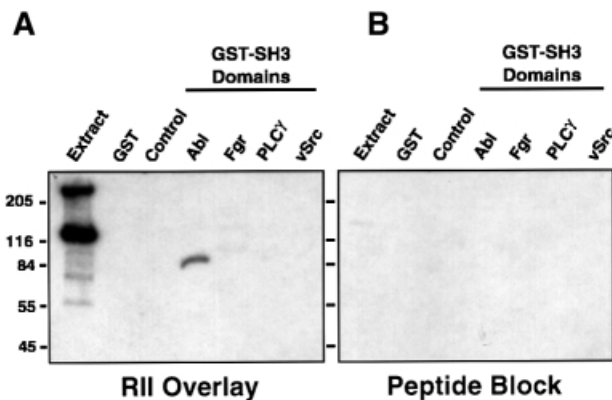 A
GST-SH3
Domains
Extract
GST
Control
Abl
Fgr
PLCγ
vSrc
205
116
84
55
45
RII Overlay
B
GST-SH3
Domains
Extract
GST
Control
Abl
Fgr
PLCγ
vSrc
Peptide Block